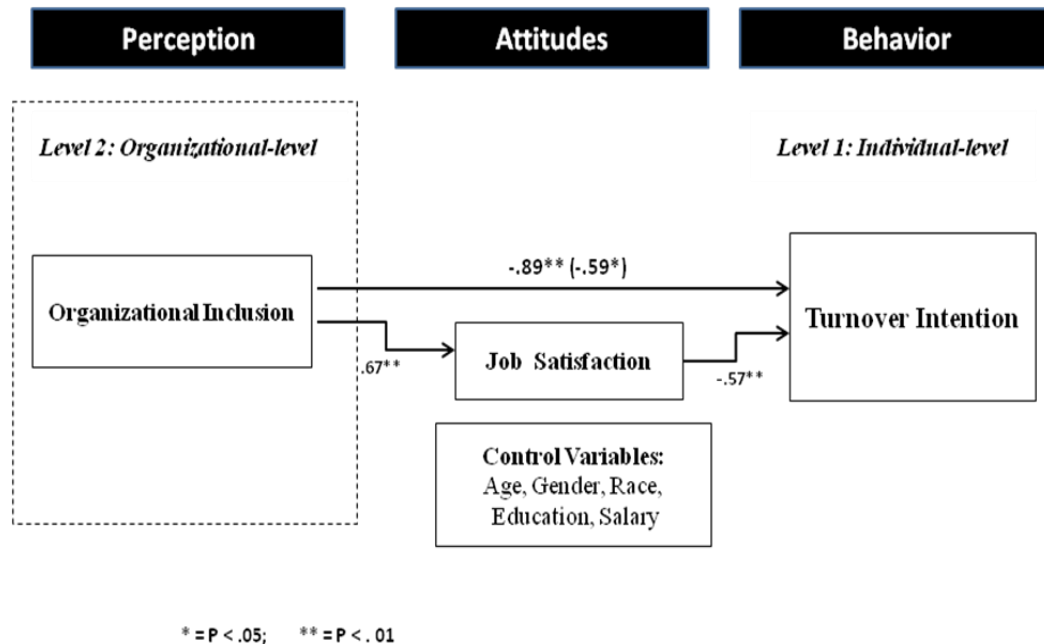 Perception
Attitudes
Behavior
Level 2: Organizational-level
Level 1: Individual-level
-.89** (-.59*)
Organizational Inclusion
Turnover Intention
.67**
Job Satisfaction
-.57**
Control Variables:
Age, Gender, Race,
Education, Salary
* = P < .05; ** = P < . 01